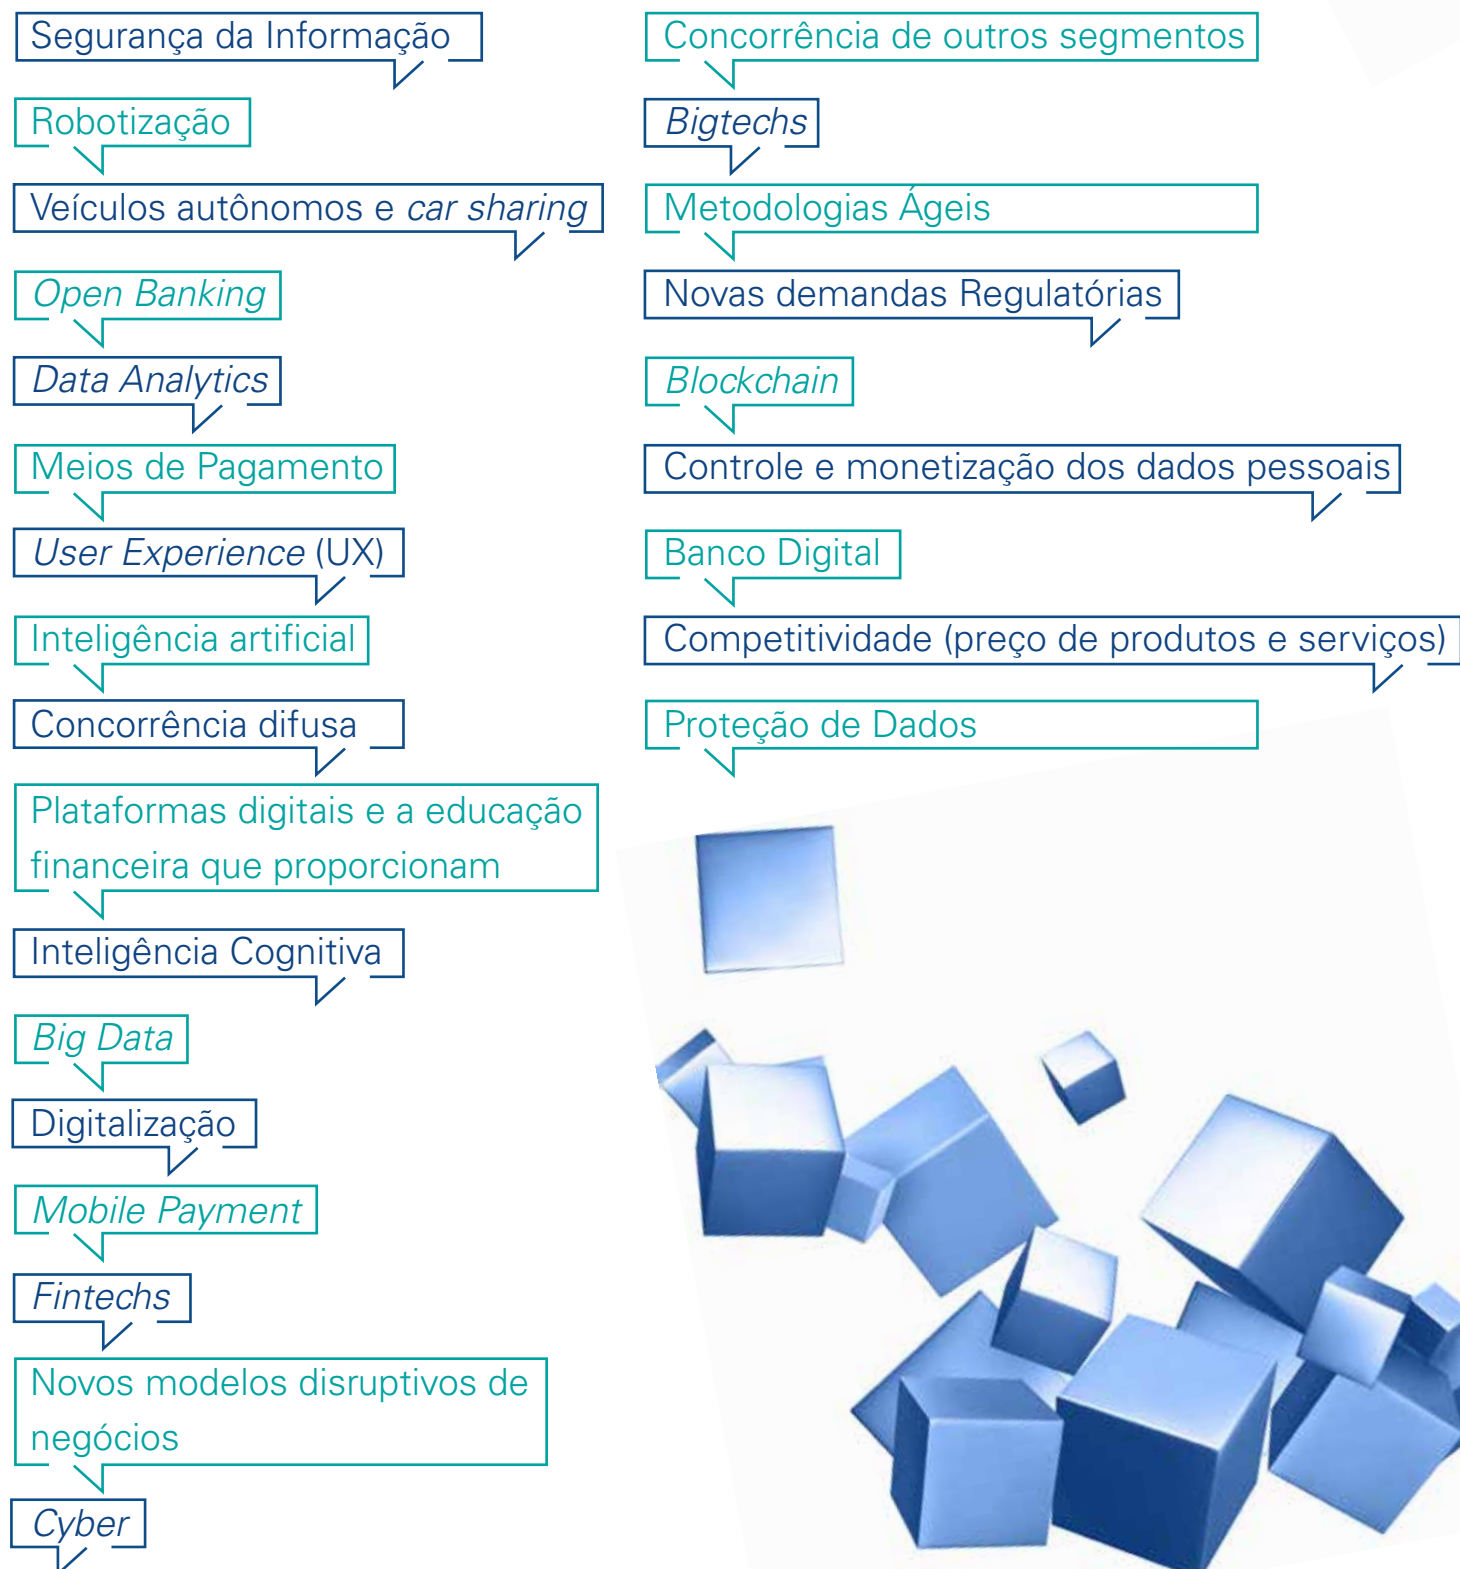 Segurança da Informação
Robotização
Veículos autônomos e car sharing
Open Banking
Data Analytics
Meios de Pagamento
User Experience (UX)
Inteligência artificial
Concorrência difusa
Plataformas digitais e a educação
financeira que proporcionam
Inteligência Cognitiva
Big Data
Digitalização
Mobile Payment
Fintechs
Novos modelos disruptivos de
negócios
Cyber
Concorrência de outros segmentos
Bigtechs
Metodologias Ágeis
Novas demandas Regulatórias
Blockchain
Controle e monetização dos dados pessoais
Banco Digital
Competitividade (preço de produtos e serviços)
Proteção de Dados